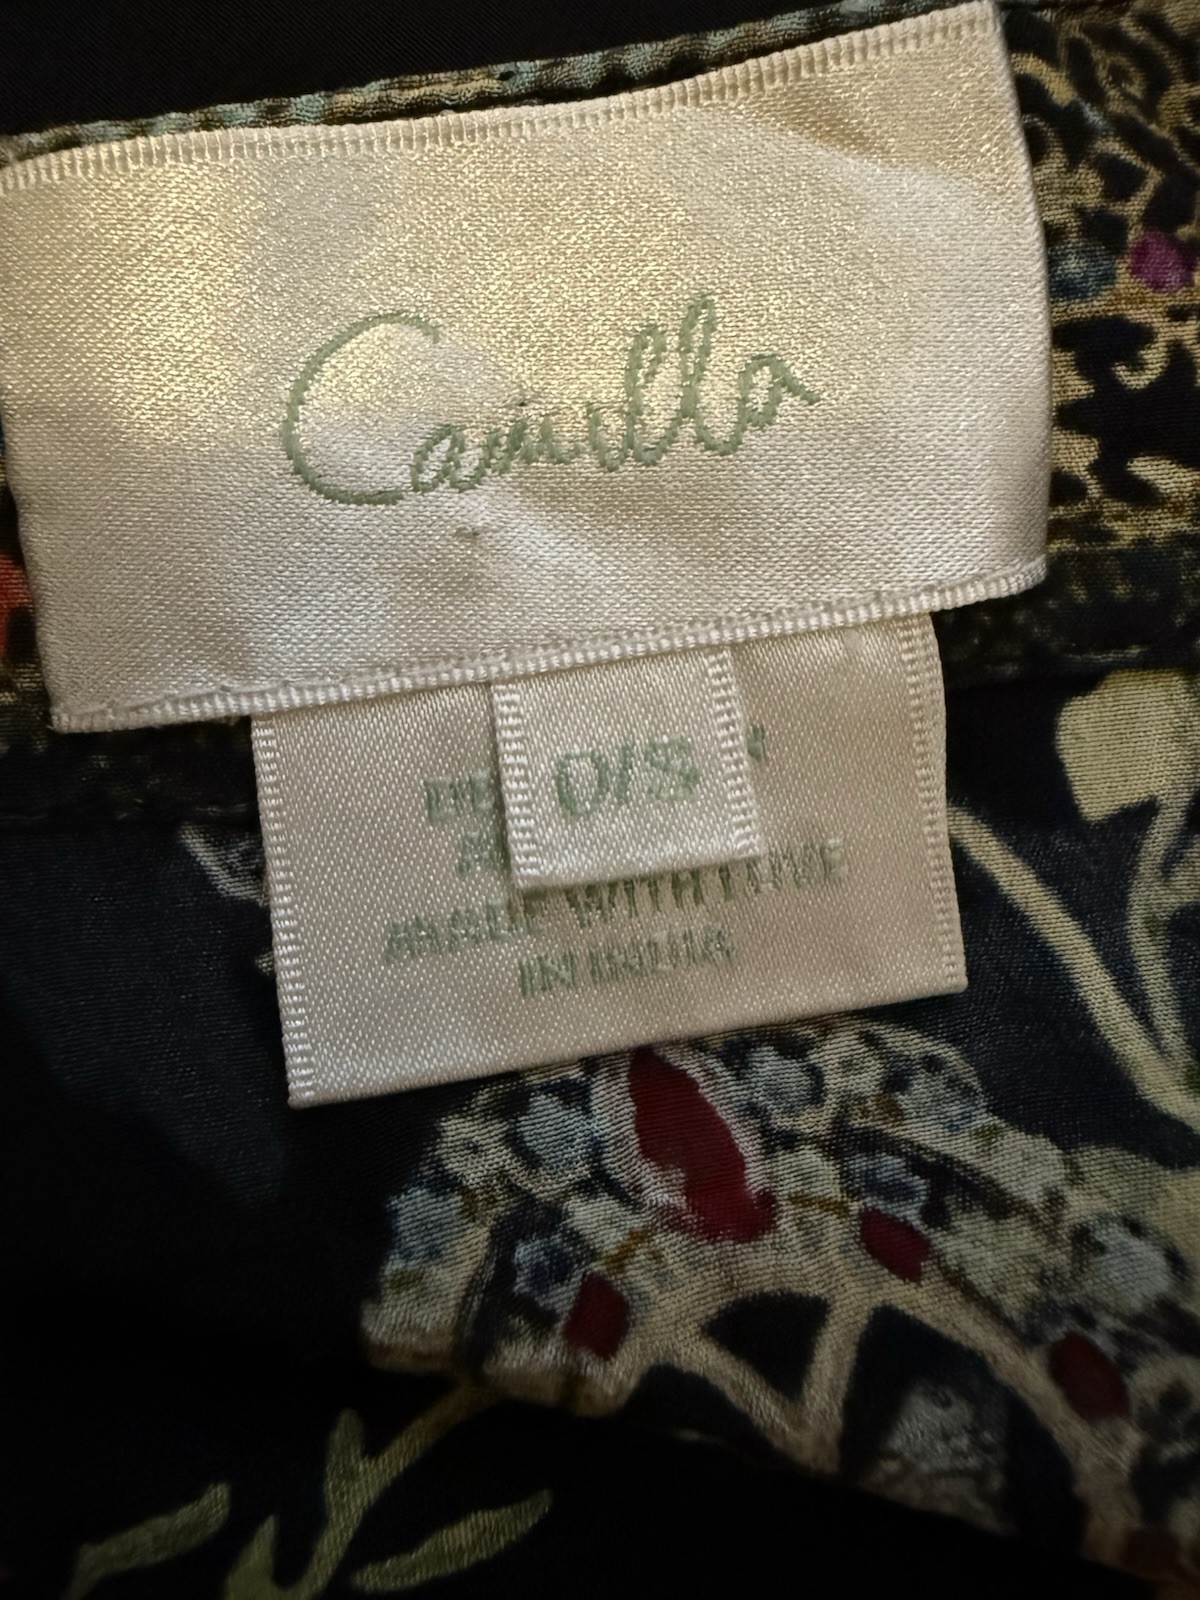 Camilla
O/S
MADE WITH LOVE
IN INDIA